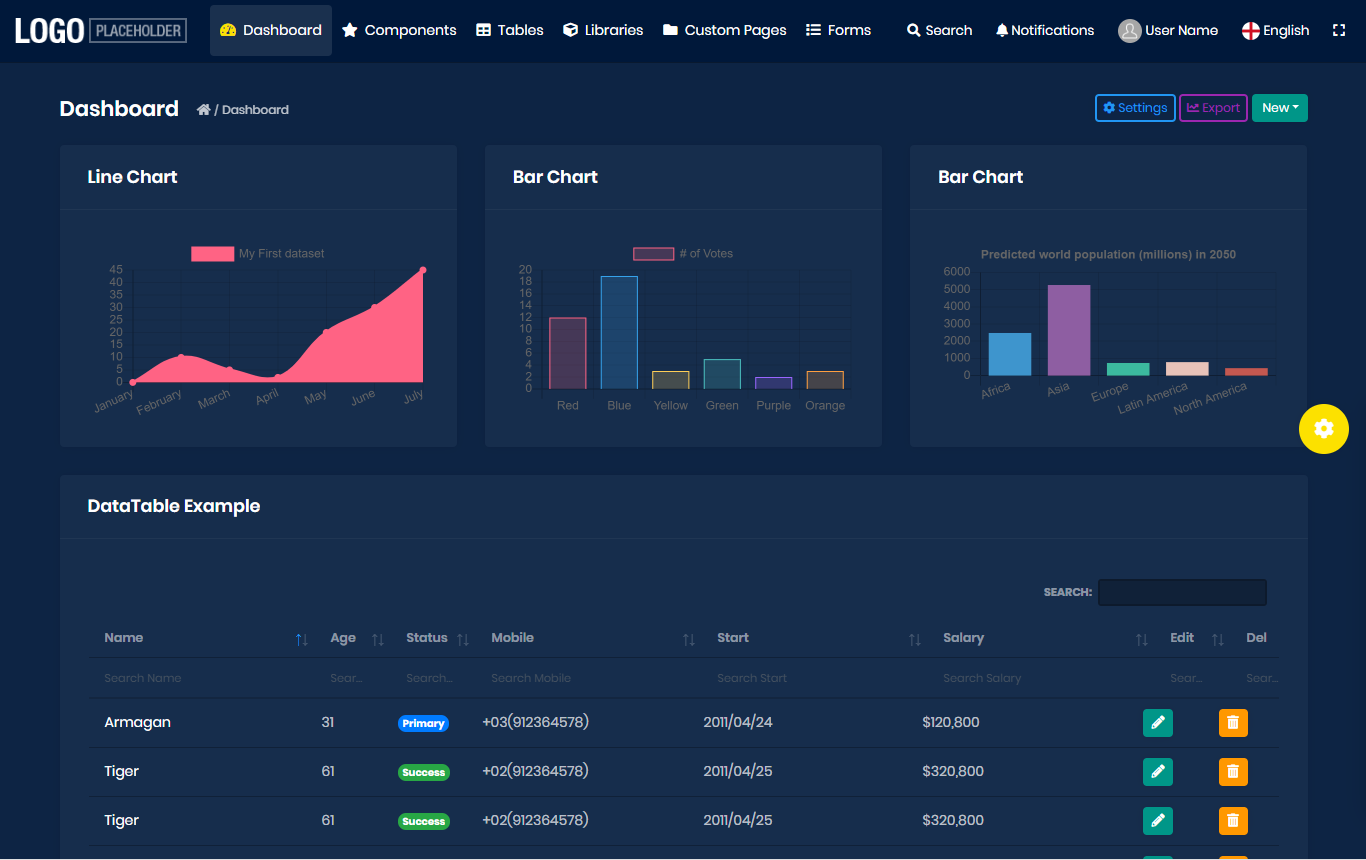 LOGO PLACEHOLDER Dashboard Components Tables Libraries Custom Pages Forms Search Notifications User Name English
Dashboard / Dashboard Settings Export New
Line Chart
My First dataset
45
40
35
30
25
20
15
10
5
0
January February March April May June July
Bar Chart
# of Votes
20
18
16
14
12
10
8
6
4
2
0
Red Blue Yellow Green Purple Orange
Bar Chart
Predicted world population (millions) in 2050
6000
5000
4000
3000
2000
1000
0
Africa Asia Europe Latin America North America
DataTable Example
SEARCH:
Name Age Status Mobile Start Salary Edit Del
Search Name Sear... Search... Search Mobile Search Start Search Salary Sear... Sear...
Armagan 31 Primary +03(912364578) 2011/04/24 $120,800
Tiger 61 Success +02(912364578) 2011/04/25 $320,800
Tiger 61 Success +02(912364578) 2011/04/25 $320,800